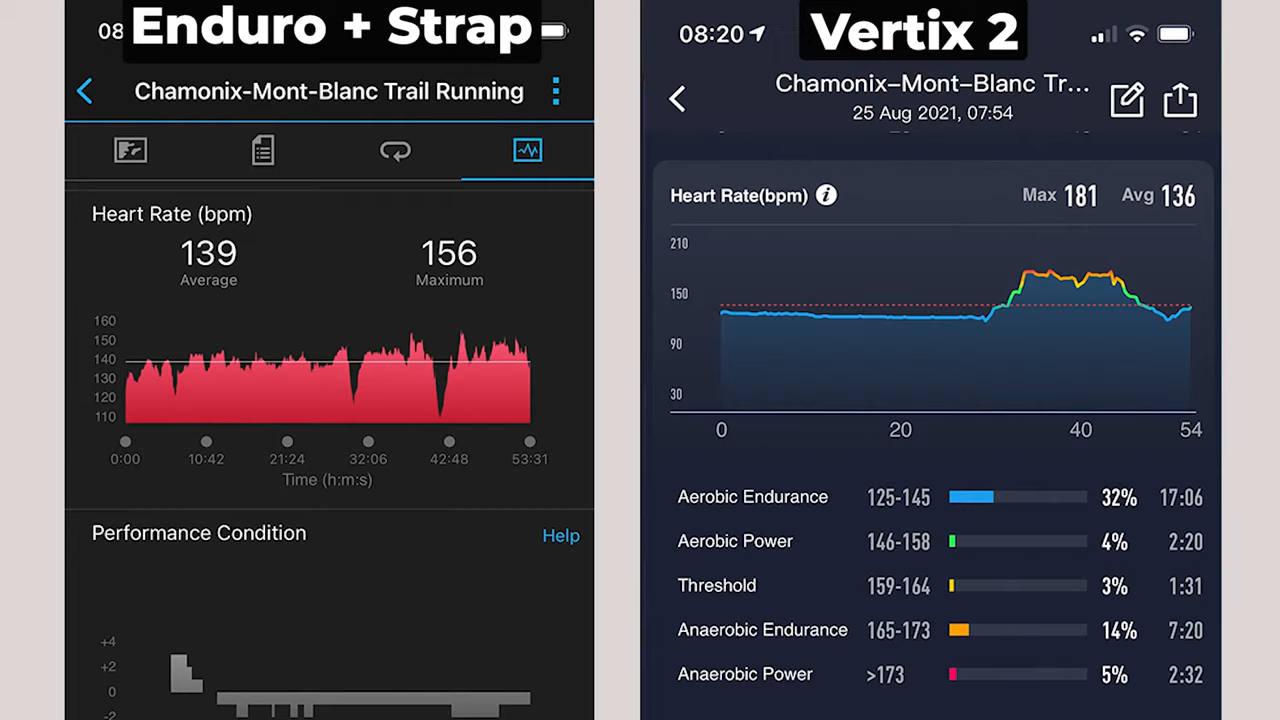 Enduro + Strap
08
Chamonix-Mont-Blanc Trail Running
Heart Rate (bpm)
139
156
Average
Maximum
160
150
140
130
120
110
0:00
10:42
21:24
32:06
42:48
53:31
Time (h:m:s)
Performance Condition
Help
+4
+2
0
-2
Vertix 2
08:20
Chamonix–Mont–Blanc Tr...
25 Aug 2021, 07:54
Heart Rate(bpm) i Max 181 Avg 136
210
150
90
30
0
20
40
54
Aerobic Endurance 125-145 32% 17:06
Aerobic Power 146-158 4% 2:20
Threshold 159-164 3% 1:31
Anaerobic Endurance 165-173 14% 7:20
Anaerobic Power >173 5% 2:32